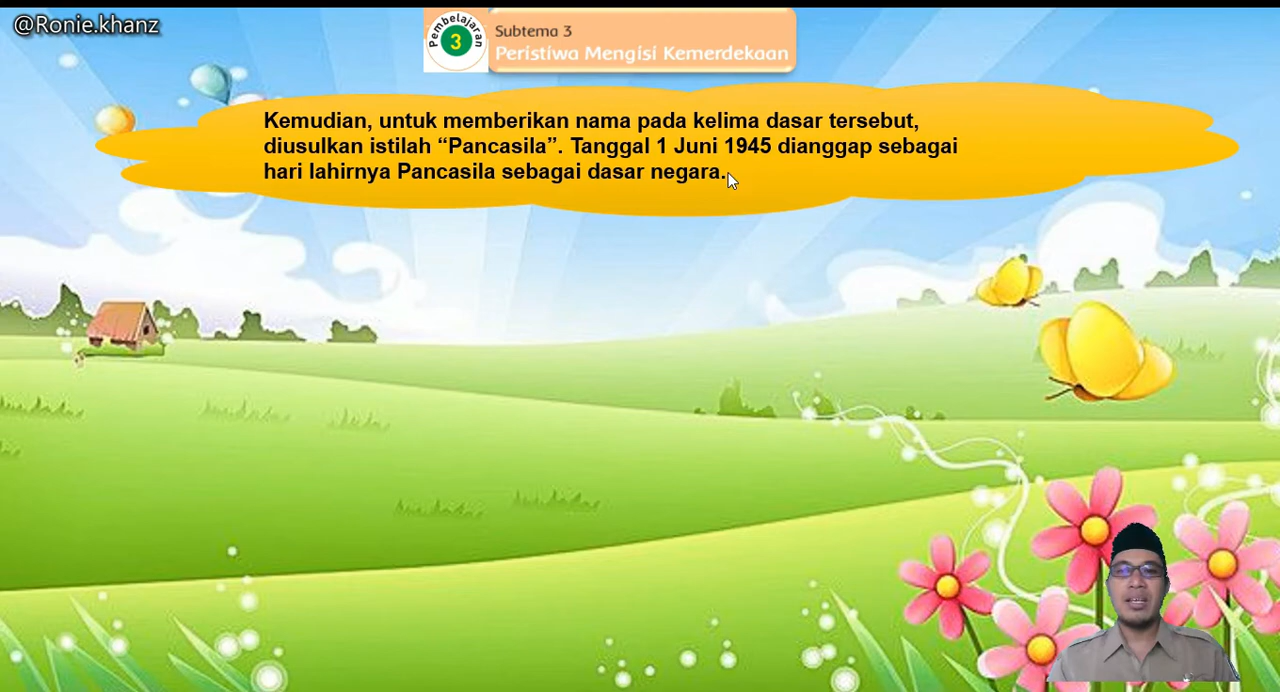 @Ronie.khanz
Pembelajaran
3
Subtema 3
Peristiwa Mengisi Kemerdekaan
Kemudian, untuk memberikan nama pada kelima dasar tersebut,
diusulkan istilah “Pancasila”. Tanggal 1 Juni 1945 dianggap sebagai
hari lahirnya Pancasila sebagai dasar negara.